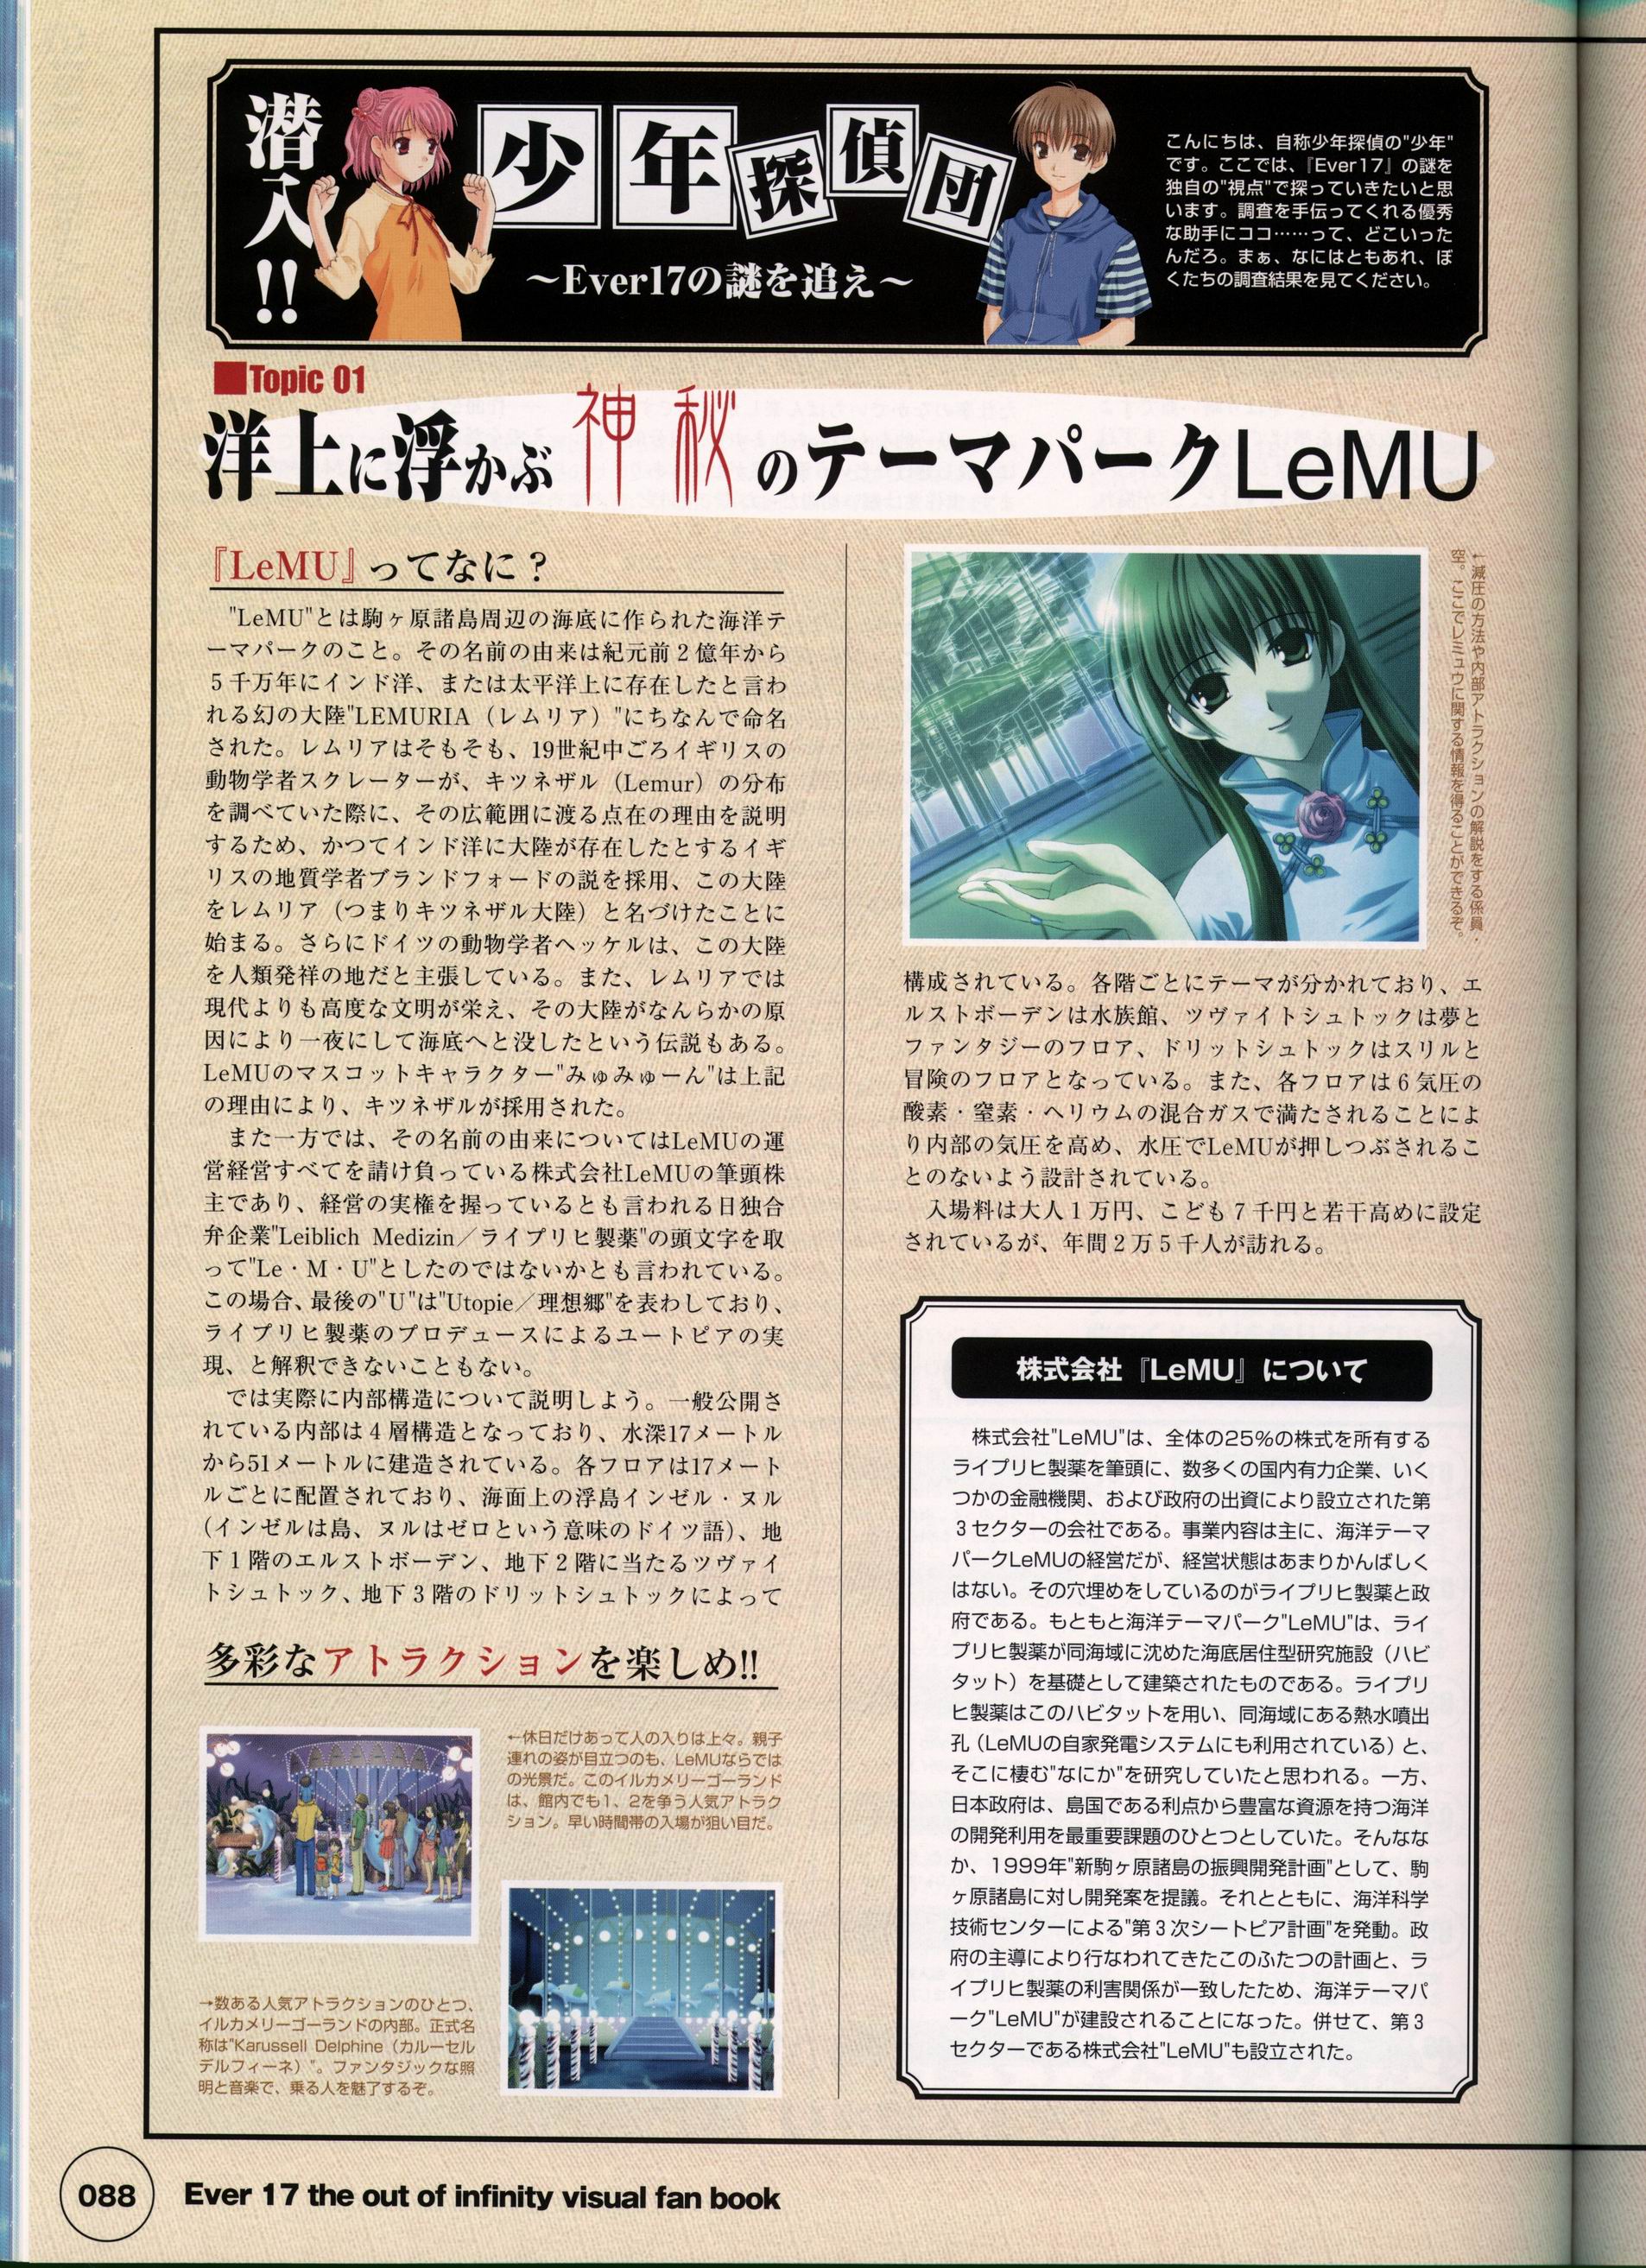 潜入!!
少年探偵団
〜Ever17の謎を追え〜
こんにちは、自称少年探偵の"少年"
です。ここでは、『Ever17』の謎を
独自の"視点"で探っていきたいと思
います。調査を手伝ってくれる優秀
な助手にココ……って、どこいった
んだろ。まぁ、なにはともあれ、ぼ
くたちの調査結果を見てください。
■Topic 01
洋上に浮かぶ神秘のテーマパークLeMU
『LeMU』ってなに？
"LeMU"とは駒ヶ原諸島周辺の海底に作られた海洋テ
ーマパークのこと。その名前の由来は紀元前２億年から
５千万年にインド洋、または太平洋上に存在したと言わ
れる幻の大陸"LEMURIA（レムリア）"にちなんで命名
された。レムリアはそもそも、19世紀中ごろイギリスの
動物学者スクレーターが、キツネザル（Lemur）の分布
を調べていた際に、その広範囲に渡る点在の理由を説明
するため、かつてインド洋に大陸が存在したとするイギ
リスの地質学者ブランドフォードの説を採用、この大陸
をレムリア（つまりキツネザル大陸）と名づけたことに
始まる。さらにドイツの動物学者ヘッケルは、この大陸
を人類発祥の地だと主張している。また、レムリアでは
現代よりも高度な文明が栄え、その大陸がなんらかの原
因により一夜にして海底へと没したという伝説もある。
LeMUのマスコットキャラクター"みゅみゅーん"は上記
の理由により、キツネザルが採用された。
また一方では、その名前の由来についてはLeMUの運
営経営すべてを請け負っている株式会社LeMUの筆頭株
主であり、経営の実権を握っているとも言われる日独合
弁企業"Leiblich Medizin／ライプリヒ製薬"の頭文字を取
って"Le・M・U"としたのではないかとも言われている。
この場合、最後の"U"は"Utopie／理想郷"を表わしており、
ライプリヒ製薬のプロデュースによるユートピアの実
現、と解釈できないこともない。
では実際に内部構造について説明しよう。一般公開さ
れている内部は４層構造となっており、水深17メートル
から51メートルに建造されている。各フロアは17メート
ルごとに配置されており、海面上の浮島インゼル・ヌル
(インゼルは島、ヌルはゼロという意味のドイツ語)、地
下１階のエルストボーデン、地下２階に当たるツヴァイ
トシュトック、地下３階のドリットシュトックによって
←減圧の方法や内部アトラクションの解説をする係員・
空。ここでレミュウに関する情報を得ることができるぞ。
構成されている。各階ごとにテーマが分かれており、エ
ルストボーデンは水族館、ツヴァイトシュトックは夢と
ファンタジーのフロア、ドリットシュトックはスリルと
冒険のフロアとなっている。また、各フロアは６気圧の
酸素・窒素・ヘリウムの混合ガスで満たされることによ
り内部の気圧を高め、水圧でLeMUが押しつぶされるこ
とのないよう設計されている。
入場料は大人１万円、こども７千円と若干高めに設定
されているが、年間２万５千人が訪れる。
多彩なアトラクションを楽しめ!!
←休日だけあって人の入りは上々。親子
連れの姿が目立つのも、LeMUならでは
の光景だ。このイルカメリーゴーランド
は、館内でも1、2を争う人気アトラク
ション。早い時間帯の入場が狙い目だ。
→数ある人気アトラクションのひとつ、
イルカメリーゴーランドの内部。正式名
称は"Karussell Delphine（カルーセル
デルフィーネ）"。ファンタジックな照
明と音楽で、乗る人を魅了するぞ。
株式会社『LeMU』について
株式会社"LeMU"は、全体の25%の株式を所有する
ライプリヒ製薬を筆頭に、数多くの国内有力企業、いく
つかの金融機関、および政府の出資により設立された第
３セクターの会社である。事業内容は主に、海洋テーマ
パークLeMUの経営だが、経営状態はあまりかんばしく
はない。その穴埋めをしているのがライプリヒ製薬と政
府である。もともと海洋テーマパーク"LeMU"は、ライ
プリヒ製薬が同海域に沈めた海底居住型研究施設（ハビ
タット）を基礎として建築されたものである。ライプリ
ヒ製薬はこのハビタットを用い、同海域にある熱水噴出
孔（LeMUの自家発電システムにも利用されている）と、
そこに棲む"なにか"を研究していたと思われる。一方、
日本政府は、島国である利点から豊富な資源を持つ海洋
の開発利用を最重要課題のひとつとしていた。そんなな
か、1999年"新駒ヶ原諸島の振興開発計画"として、駒
ヶ原諸島に対し開発案を提議。それとともに、海洋科学
技術センターによる"第３次シートピア計画"を発動。政
府の主導により行なわれてきたこのふたつの計画と、ラ
イプリヒ製薬の利害関係が一致したため、海洋テーマパ
ーク"LeMU"が建設されることになった。併せて、第３
セクターである株式会社"LeMU"も設立された。
088
Ever 17 the out of infinity visual fan book